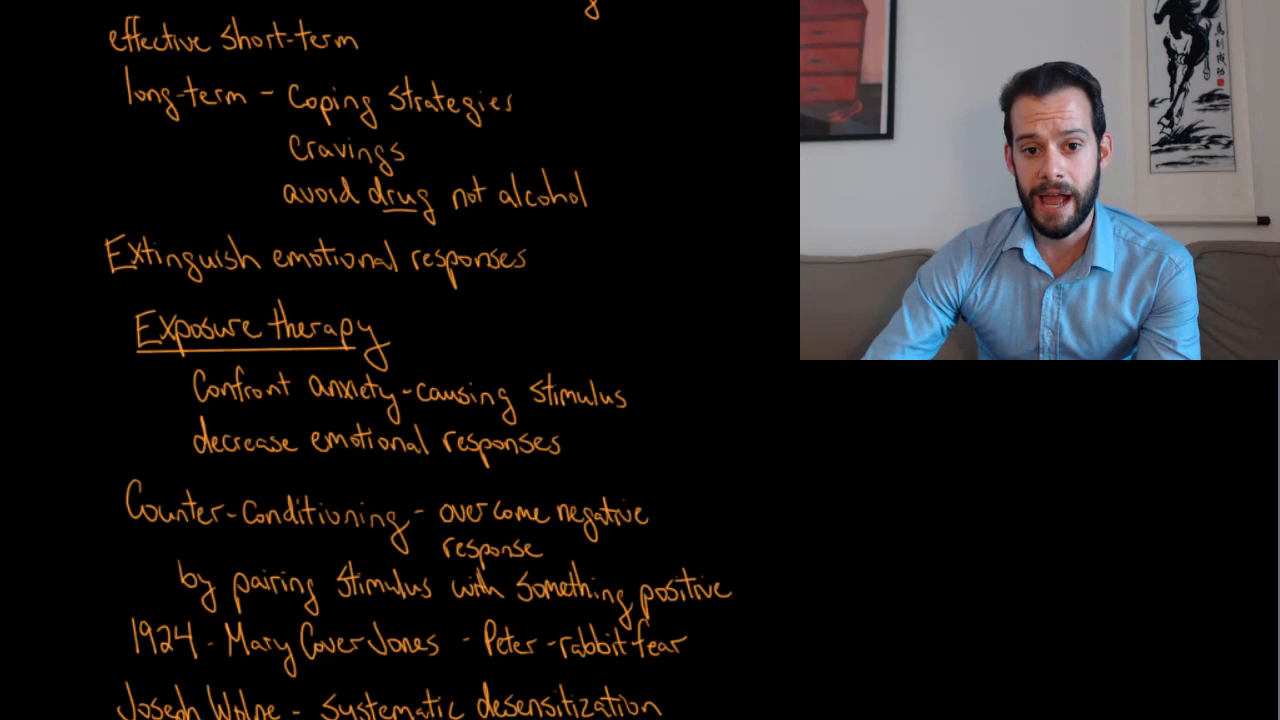 effective short-term
long-term - Coping strategies
Cravings
avoid drug not alcohol
Extinguish emotional responses
Exposure therapy
Confront anxiety-causing stimulus
decrease emotional responses
Counter-conditioning - overcome negative
response
by pairing stimulus with something positive
1924 - Mary Cover Jones - Peter - rabbit fear
Joseph Wolpe - systematic desensitization